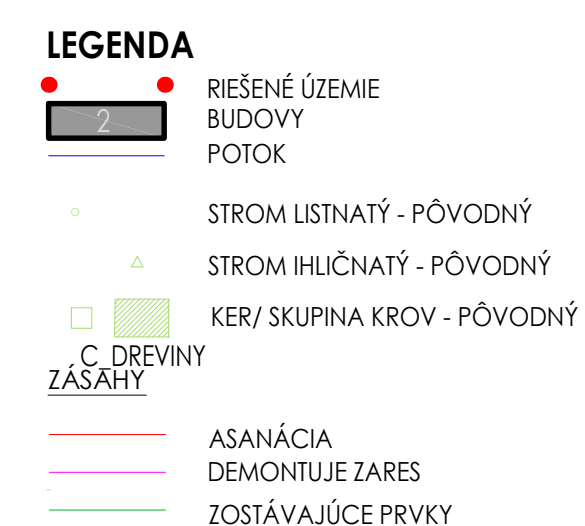 LEGENDA
RIEŠENÉ ÚZEMIE
2 BUDOVY
POTOK
STROM LISTNATÝ - PÔVODNÝ
STROM IHLIČNATÝ - PÔVODNÝ
KER/ SKUPINA KROV - PÔVODNÝ
C_DREVINY
ZÁSAHY
ASANÁCIA
DEMONTUJE ZARES
ZOSTÁVAJÚCE PRVKY